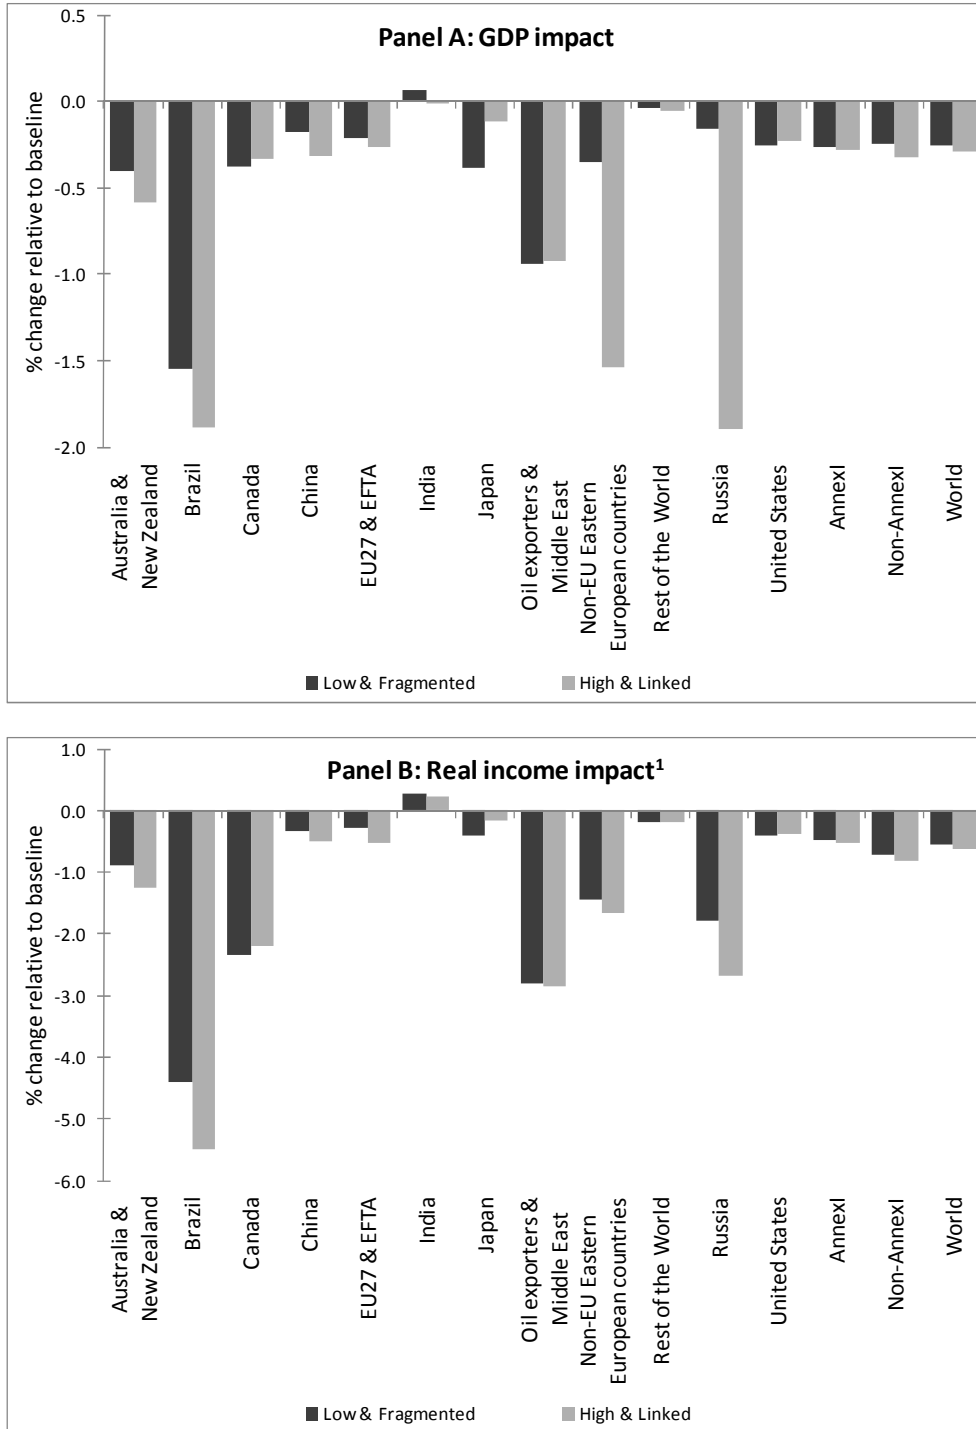 Panel A: GDP impact
% change relative to baseline
0.5
0.0
-0.5
-1.0
-1.5
-2.0
Australia &
New Zealand
Brazil
Canada
China
EU27 & EFTA
India
Japan
Oil exporters &
Middle East
Non-EU Eastern
European countries
Rest of the World
Russia
United States
AnnexI
Non-AnnexI
World
Low & Fragmented
High & Linked
Panel B: Real income impact¹
% change relative to baseline
1.0
0.0
-1.0
-2.0
-3.0
-4.0
-5.0
-6.0
Australia &
New Zealand
Brazil
Canada
China
EU27 & EFTA
India
Japan
Oil exporters &
Middle East
Non-EU Eastern
European countries
Rest of the World
Russia
United States
AnnexI
Non-AnnexI
World
Low & Fragmented
High & Linked